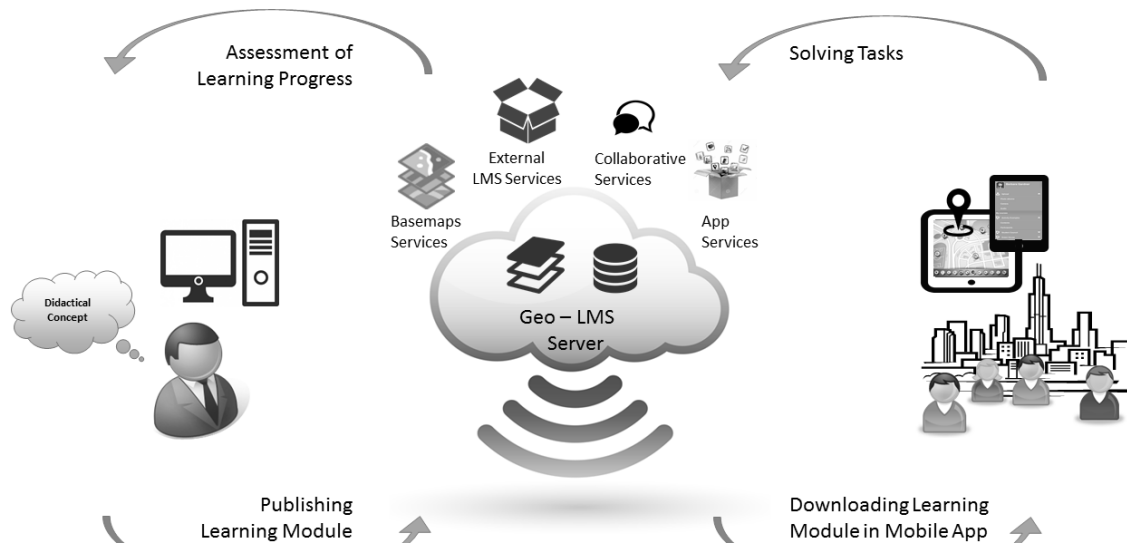 Assessment of
Learning Progress
Solving Tasks
External
LMS Services
Collaborative
Services
Basemaps
Services
App
Services
Didactical
Concept
Geo – LMS
Server
Publishing
Learning Module
Downloading Learning
Module in Mobile App